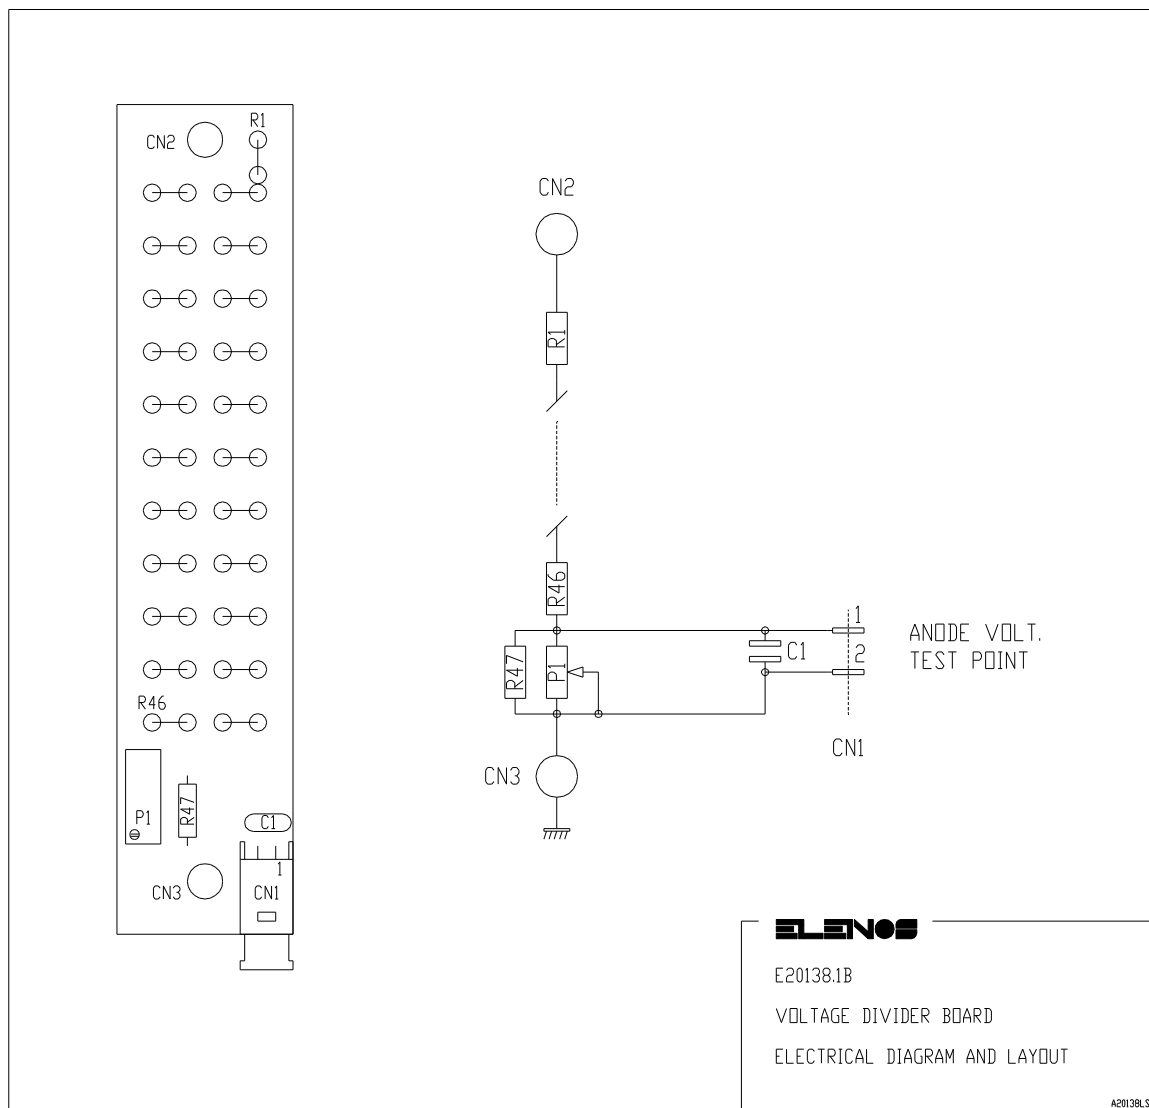 CN2
R1
R46
P1
R47
C1
1
CN3
CN1
CN2
R1
R46
R47
P1
C1
1
2
ANODE VOLT.
TEST POINT
CN1
CN3
ELENOS
E20138.1B
VOLTAGE DIVIDER BOARD
ELECTRICAL DIAGRAM AND LAYOUT
A20138LS